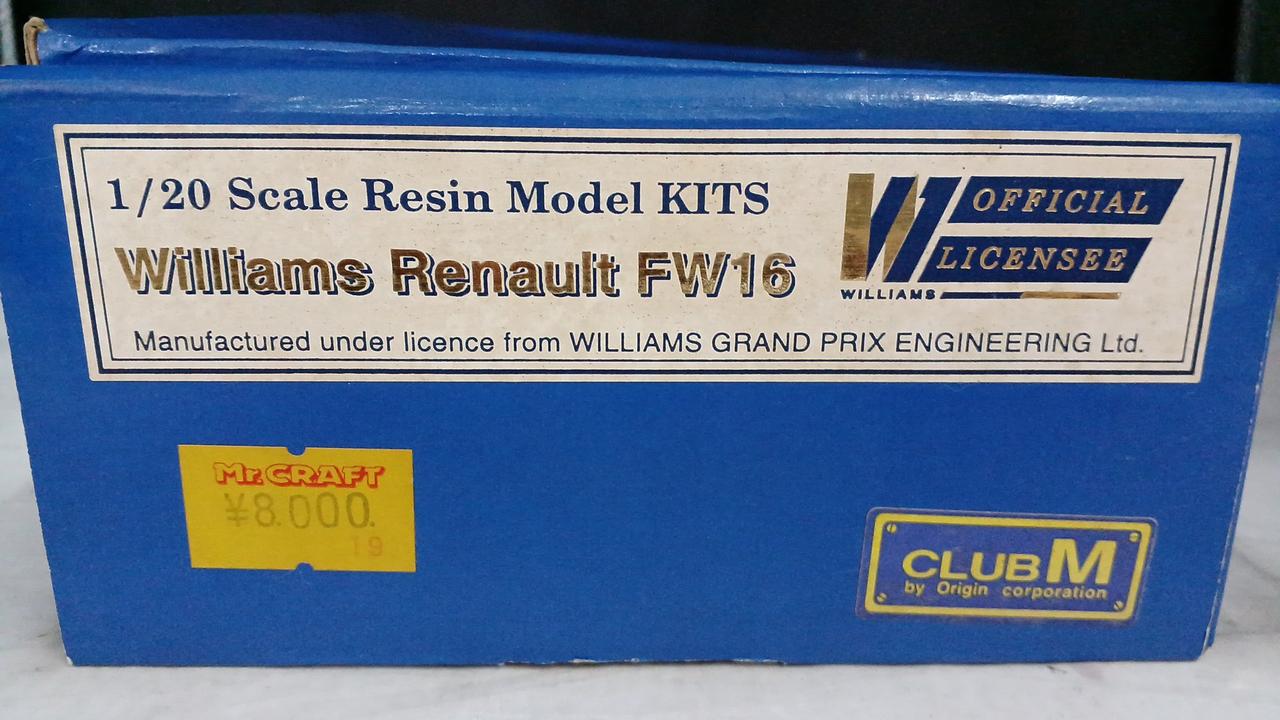 1/20 Scale Resin Model KITS
Williams Renault FW16
Manufactured under licence from WILLIAMS GRAND PRIX ENGINEERING Ltd.
OFFICIAL
LICENSEE
WILLIAMS
Mr. CRAFT
¥8.000.
19
CLUB M
by Origin corporation